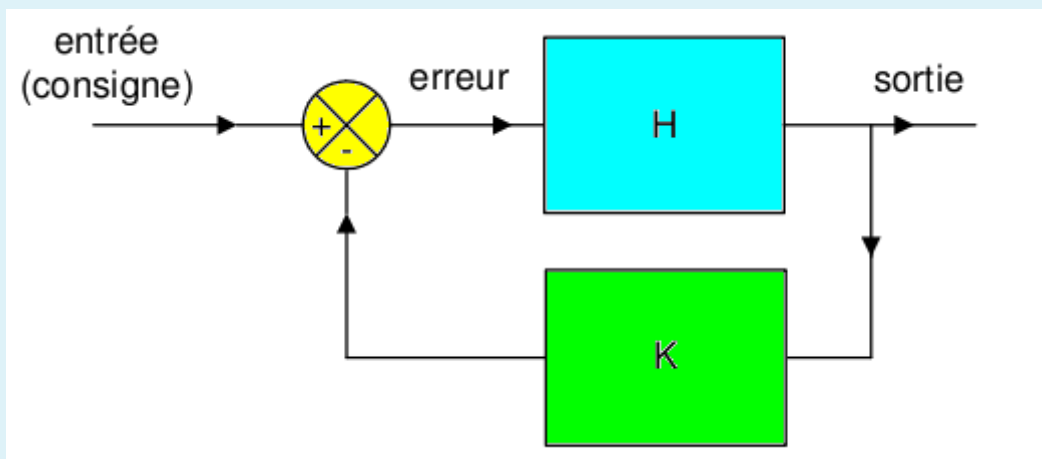 entrée
(consigne)
erreur
H
sortie
+
-
K